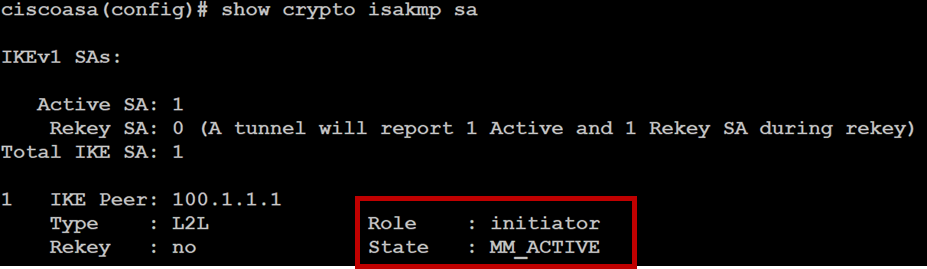 ciscoasa(config)# show crypto isakmp sa
IKEv1 SAs:
Active SA: 1
Rekey SA: 0 (A tunnel will report 1 Active and 1 Rekey SA during rekey)
Total IKE SA: 1
1 IKE Peer: 100.1.1.1
Type : L2L Role : initiator
Rekey : no State : MM_ACTIVE